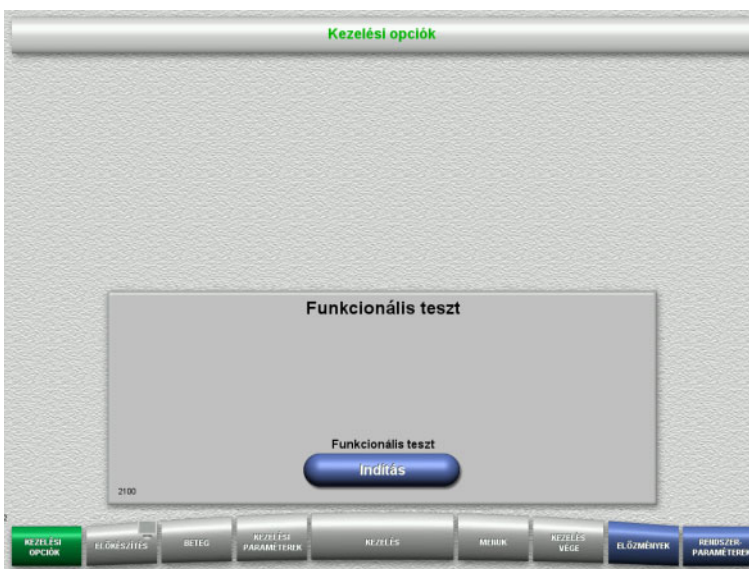 Kezelési opciók
Funkcionális teszt
Funkcionális teszt
Indítás
2100
KEZELÉSI
OPCIÓK
ELŐKÉSZÍTÉS
BETEG
KEZELÉSI
PARAMÉTEREK
KEZELÉS
MENÜK
KEZELÉS
VÉGE
ELŐZMÉNYEK
RENDSZER-
PARAMÉTEREK